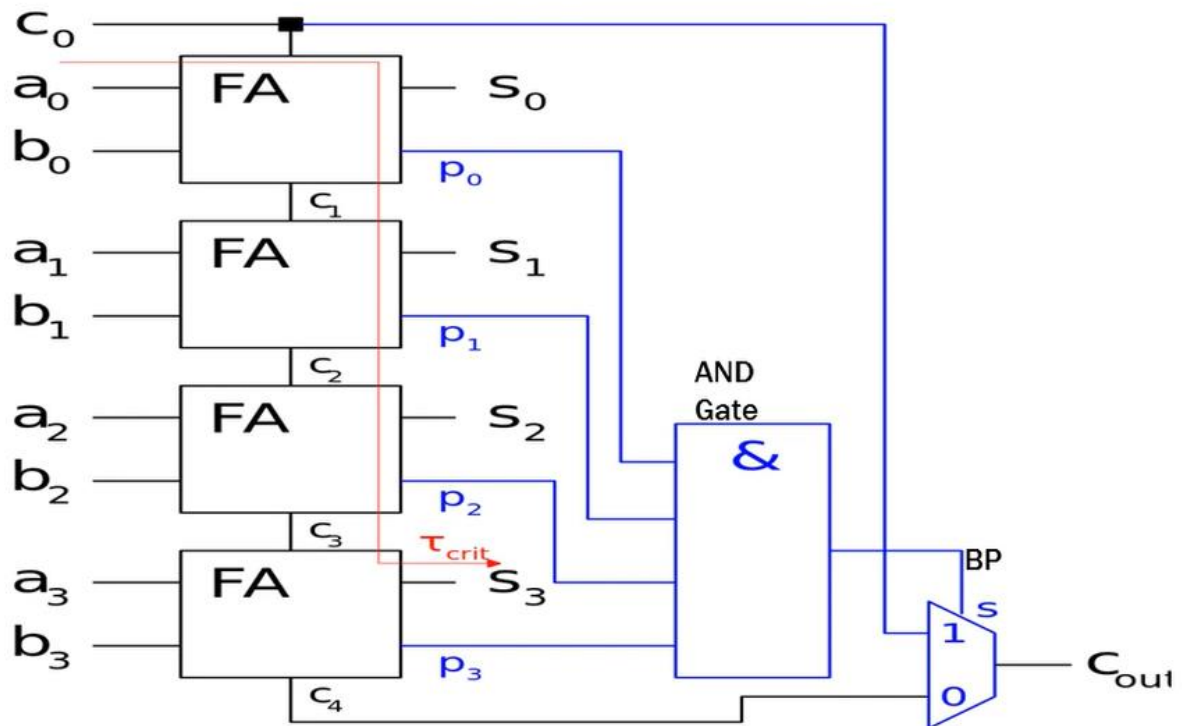 c₀
a₀ FA s₀
b₀ p₀
c₁
a₁ FA s₁
b₁ p₁
c₂
AND
Gate
a₂ FA s₂
&
b₂ p₂
c₃
τcrit
BP
a₃ FA s₃
s
1
b₃ p₃
cout
c₄
0